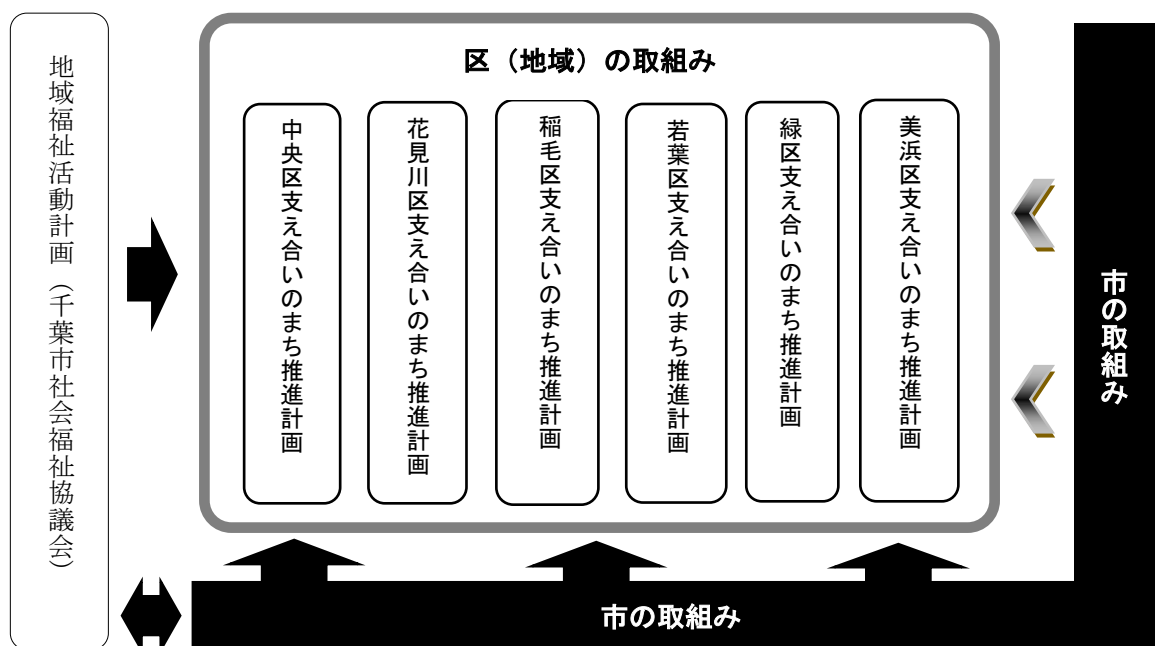 地域福祉活動計画（千葉市社会福祉協議会）
区（地域）の取組み
中央区支え合いのまち推進計画
花見川区支え合いのまち推進計画
稲毛区支え合いのまち推進計画
若葉区支え合いのまち推進計画
緑区支え合いのまち推進計画
美浜区支え合いのまち推進計画
市の取組み
市の取組み